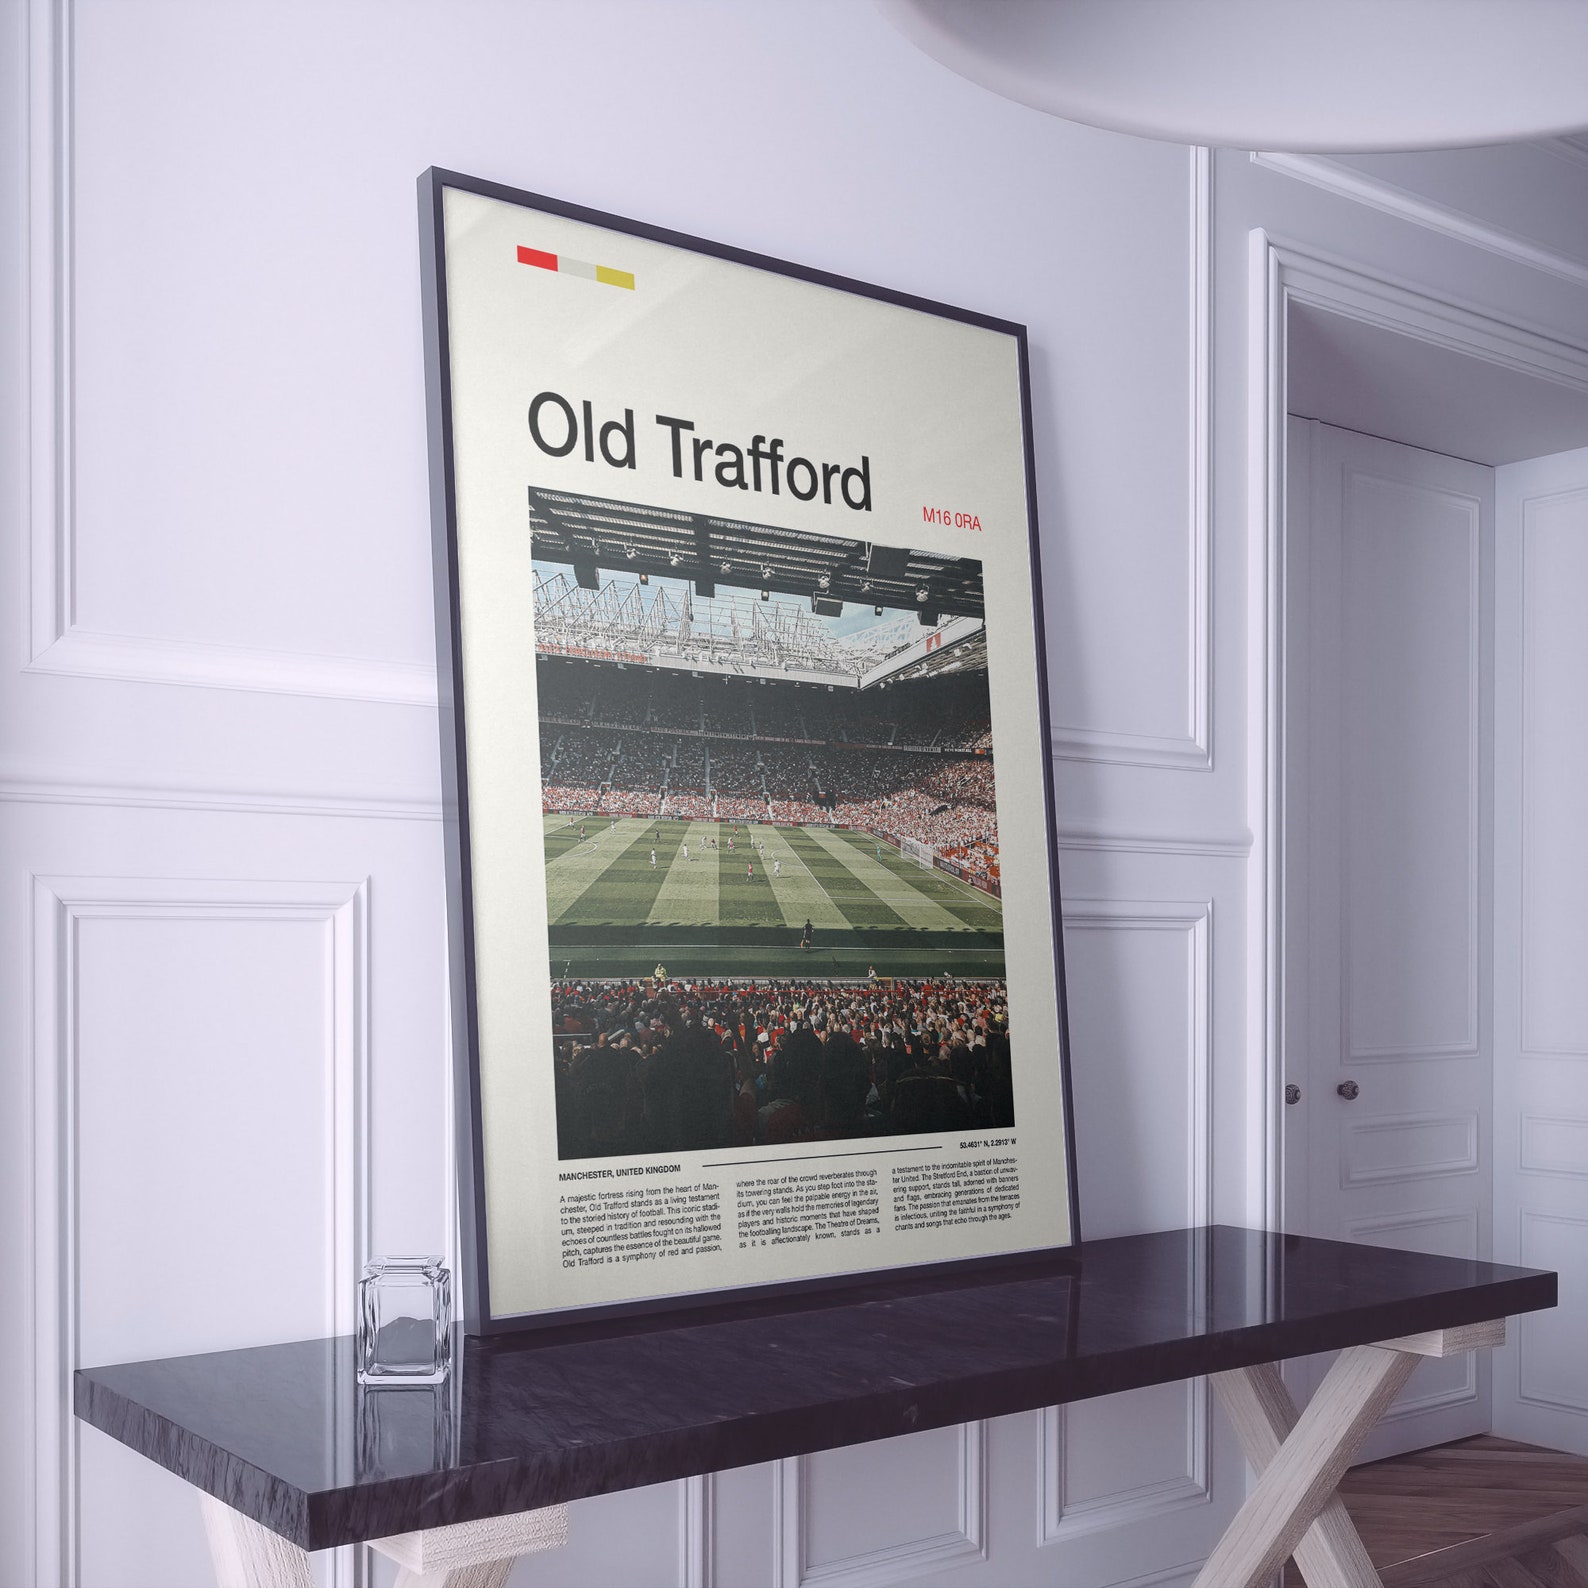 Old Trafford
M16 0RA
MANCHESTER, UNITED KINGDOM
53.4631° N, 2.2913° W
A majestic fortress rising from the heart of Man-
chester, Old Trafford stands as a living testament
to the storied history of football. This iconic stadi-
um, steeped in tradition and resounding with the
echoes of countless battles fought on its hallowed
pitch, captures the essence of the beautiful game.
Old Trafford is a symphony of red and passion,
where the roar of the crowd reverberates through
its towering stands. As you step foot into the sta-
dium, you can feel the palpable energy in the air,
as if the very walls hold the memories of legendary
players and historic moments that have shaped
the footballing landscape. The Theatre of Dreams,
as it is affectionately known, stands as a
a testament to the indomitable spirit of Manches-
ter United. The Stretford End, a bastion of unwav-
ering support, stands tall, adorned with banners
and flags, embracing generations of dedicated
fans. The passion that emanates from the terraces
is infectious, uniting the faithful in a symphony of
chants and songs that echo through the ages.